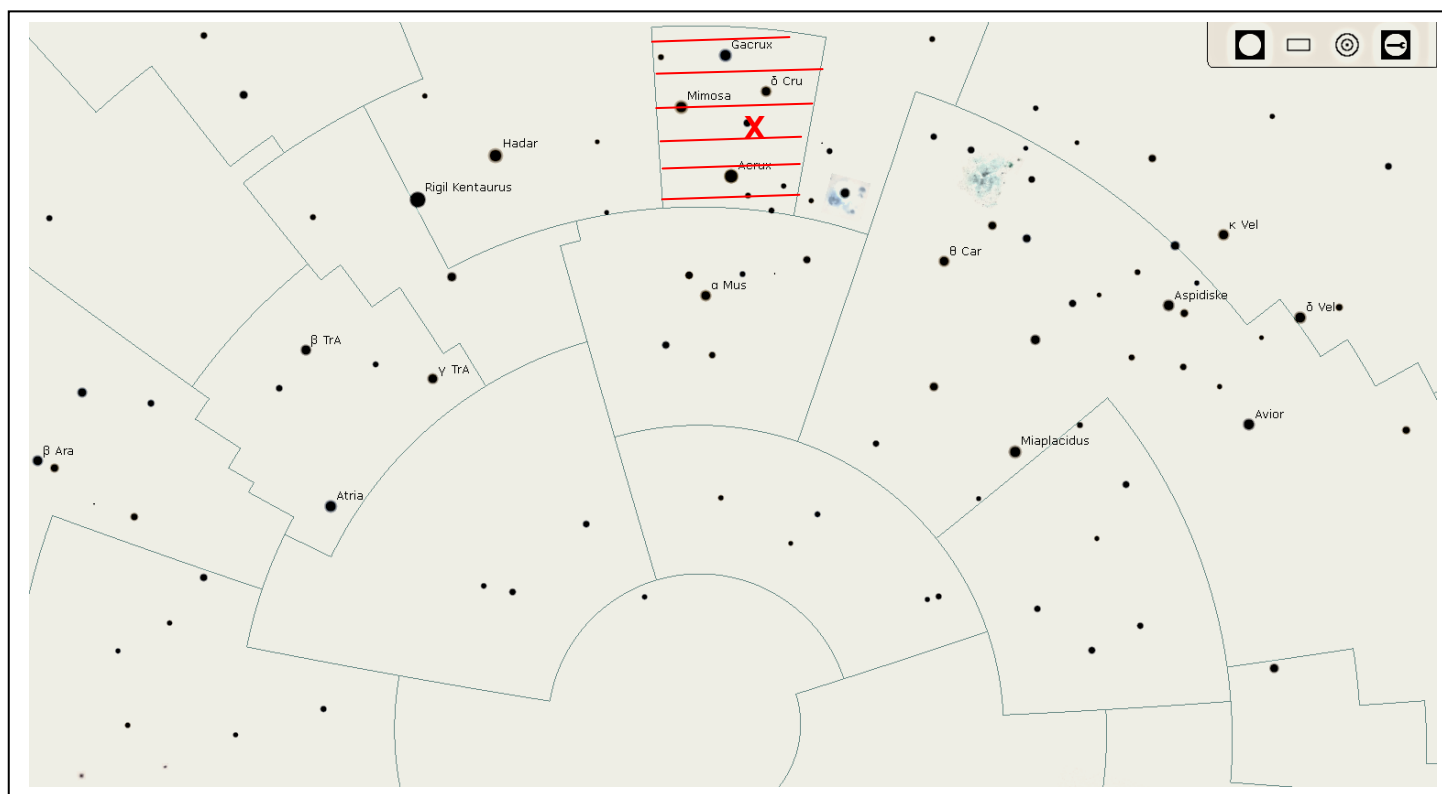 Gacrux
δ Cru
Mimosa
X
Hadar
Acrux
Rigil Kentaurus
κ Vel
θ Car
α Mus
Aspidiske
δ Vel
β TrA
γ TrA
Avior
Miaplacidus
β Ara
Atria